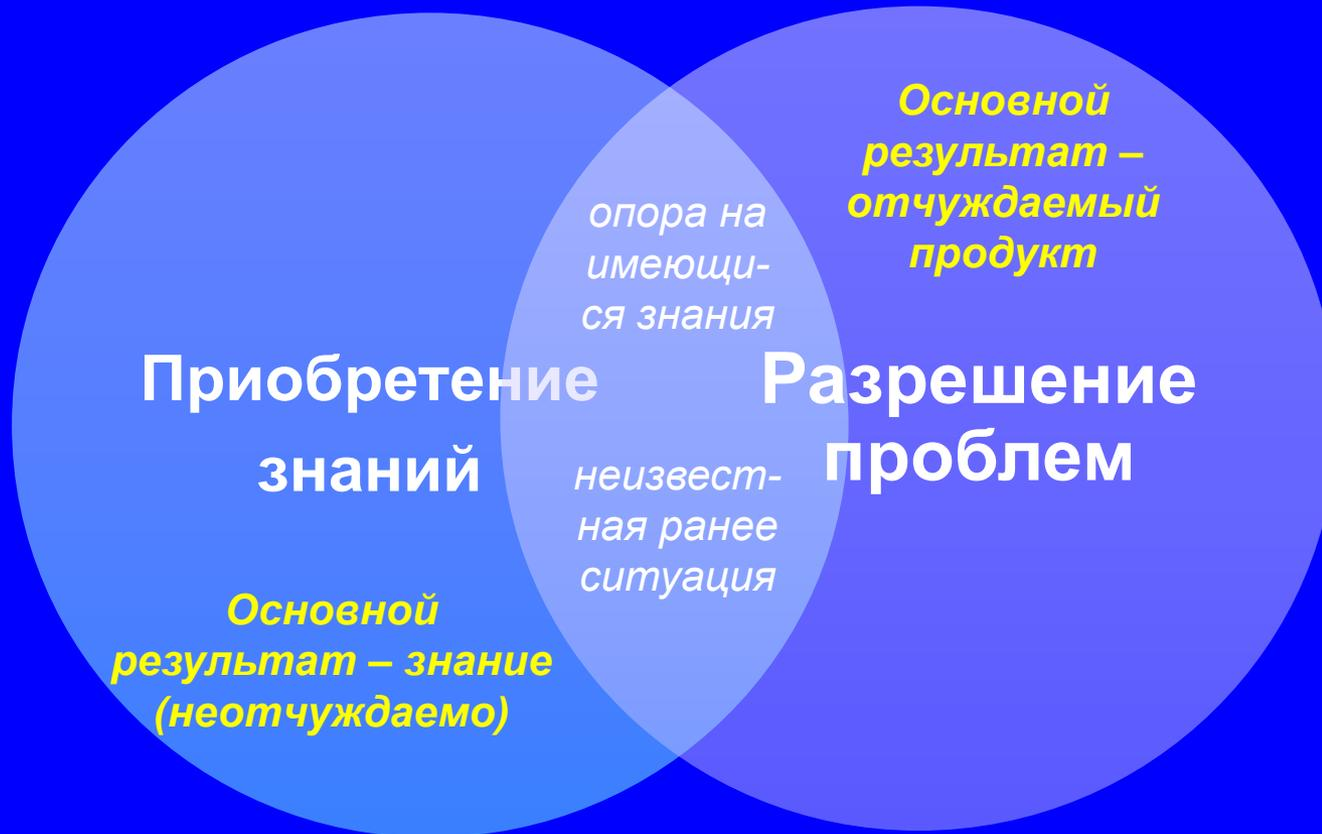 Основной
результат –
отчуждаемый
продукт
опора на
имеющи-
ся знания
Приобретение
знаний
Разрешение
проблем
неизвест-
ная ранее
ситуация
Основной
результат – знание
(неотчуждаемо)